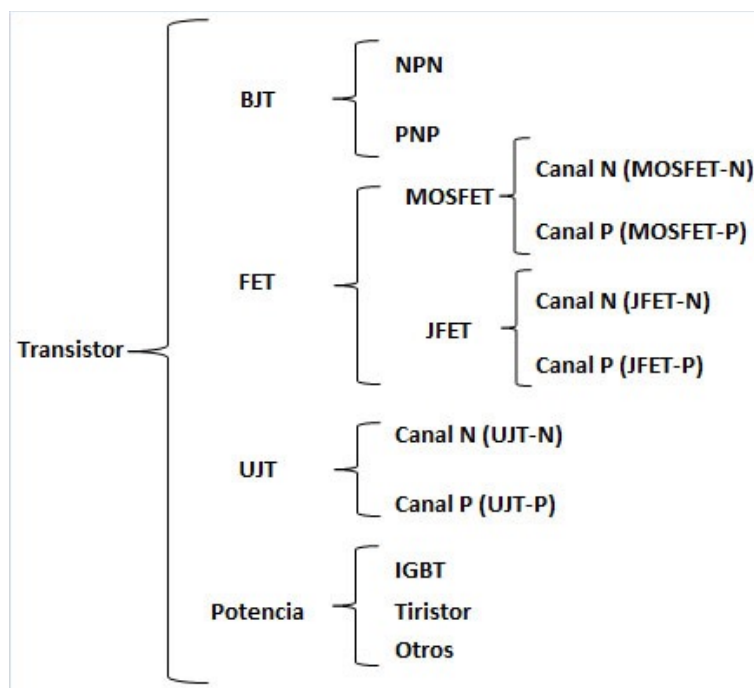 Transistor
BJT
NPN
PNP
FET
MOSFET
Canal N (MOSFET-N)
Canal P (MOSFET-P)
JFET
Canal N (JFET-N)
Canal P (JFET-P)
UJT
Canal N (UJT-N)
Canal P (UJT-P)
Potencia
IGBT
Tiristor
Otros